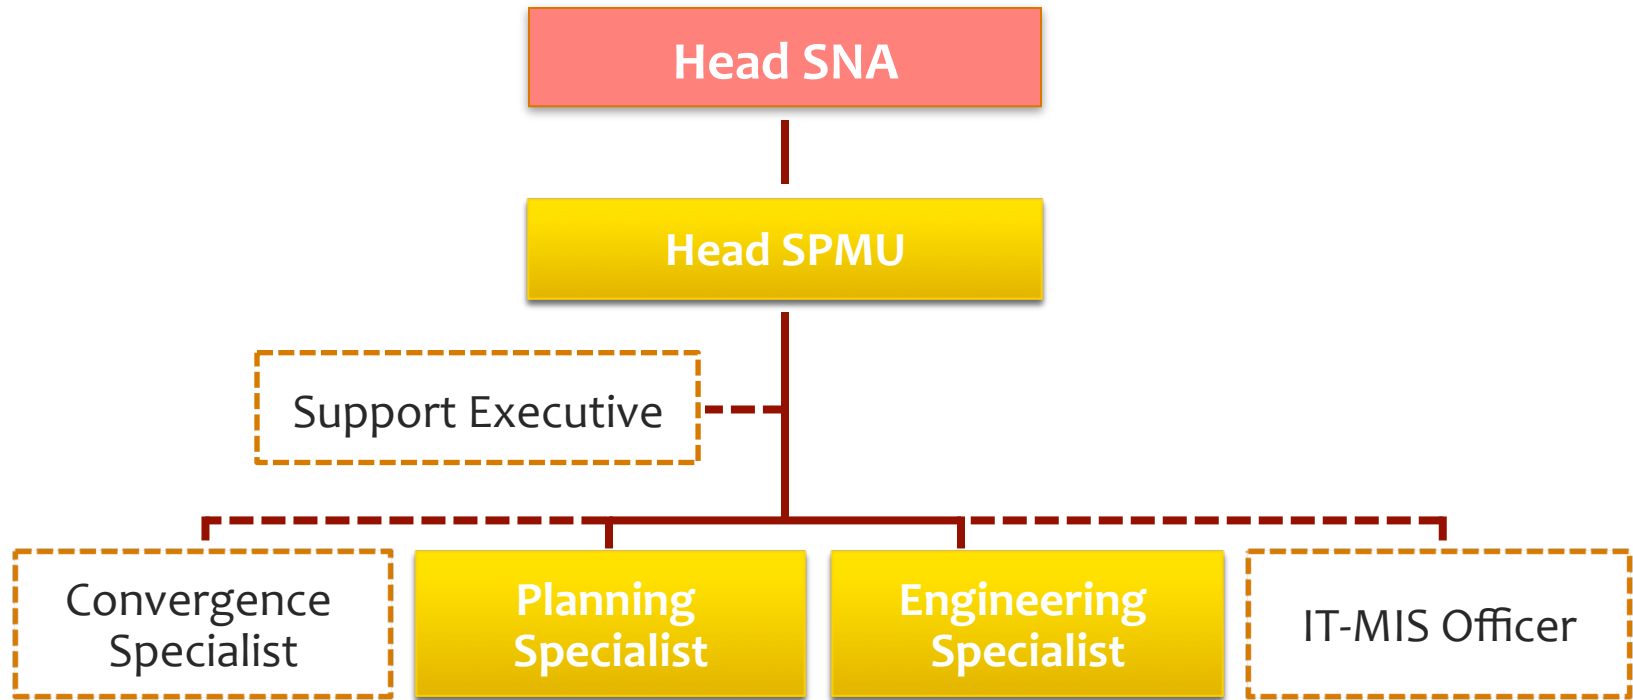 Head SNA
Head SPMU
Support Executive
Convergence
Specialist
Planning
Specialist
Engineering
Specialist
IT-MIS Officer